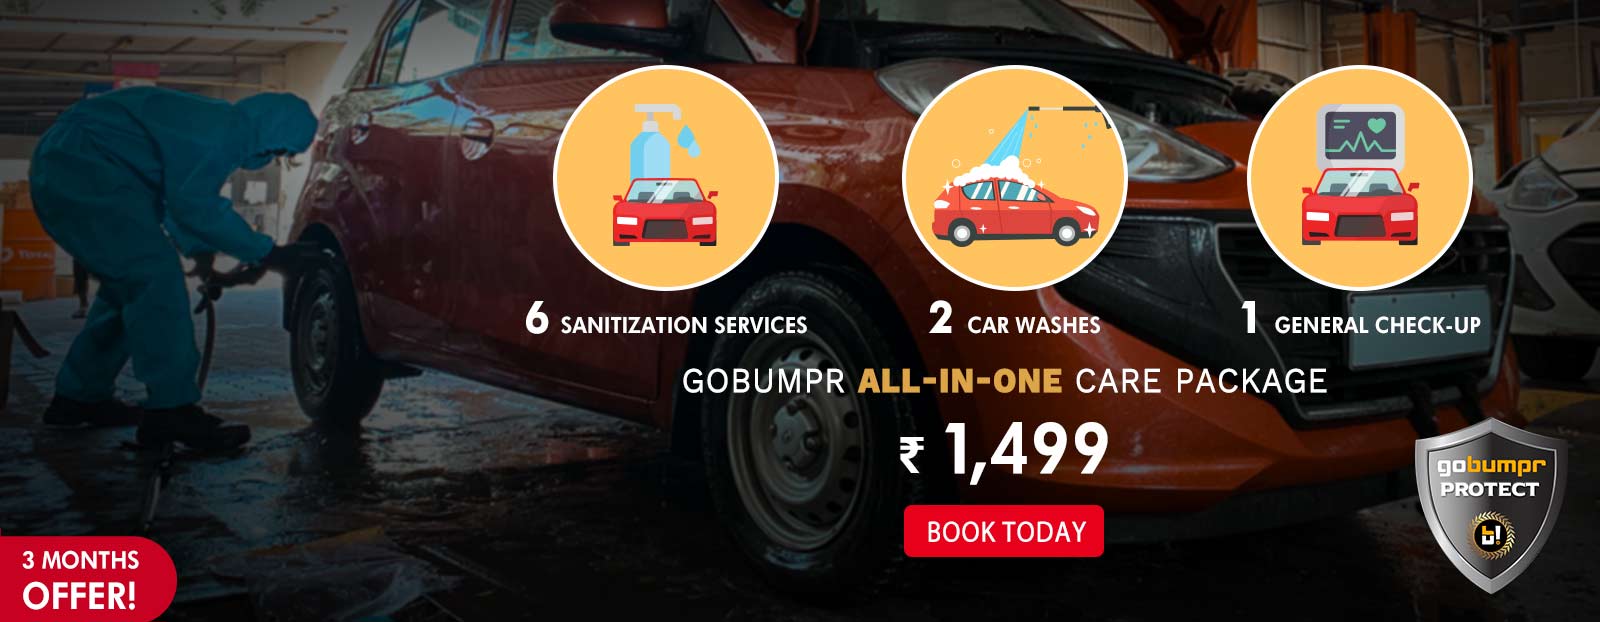 6 SANITIZATION SERVICES
2 CAR WASHES
1 GENERAL CHECK-UP
GOBUMPR ALL-IN-ONE CARE PACKAGE
₹ 1,499
BOOK TODAY
gobumpr
PROTECT
b!
3 MONTHS
OFFER!
TOTAL